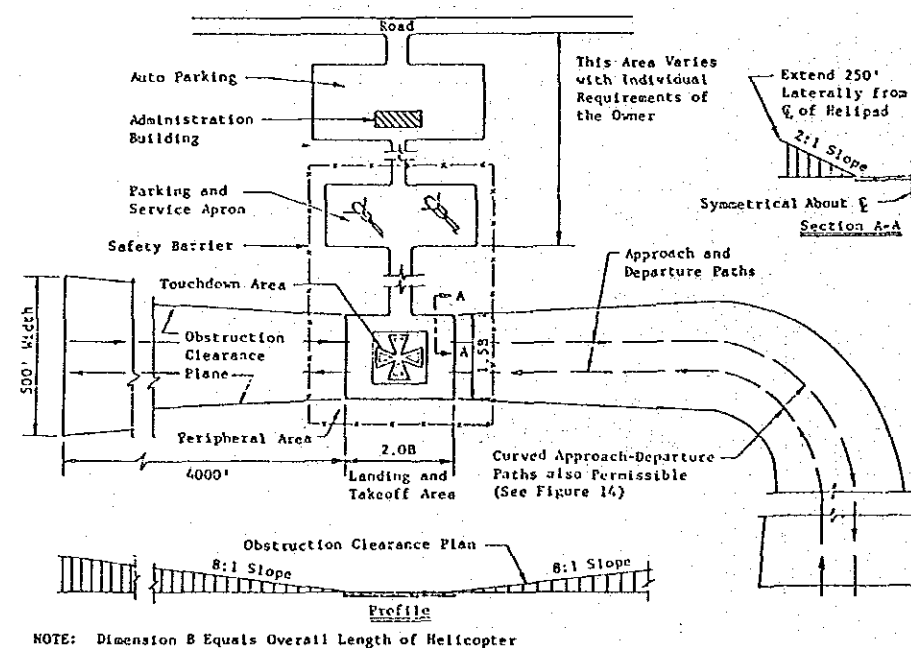 Road
Auto Parking
Administration
Building
This Area Varies
with Individual
Requirements of
the Owner
Extend 250'
Laterally from
℄ of Helipad
2:1 Slope
Symmetrical About ℄
Section A-A
Parking and
Service Apron
Safety Barrier
Touchdown Area
Approach and
Departure Paths
A
A
1.5B
500' Width
Obstruction
Clearance
Plane
Peripheral Area
2.0B
4000'
Landing and
Takeoff Area
Curved Approach-Departure
Paths also Permissible
(See Figure 14)
Obstruction Clearance Plan
8:1 Slope
8:1 Slope
Profile
NOTE: Dimension B Equals Overall Length of Helicopter